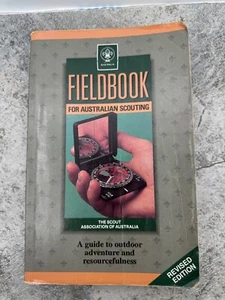 FIELDBOOK
FOR AUSTRALIAN SCOUTING
THE SCOUT
ASSOCIATION OF AUSTRALIA
A guide to outdoor
adventure and
resourcefulness
REVISED
EDITION